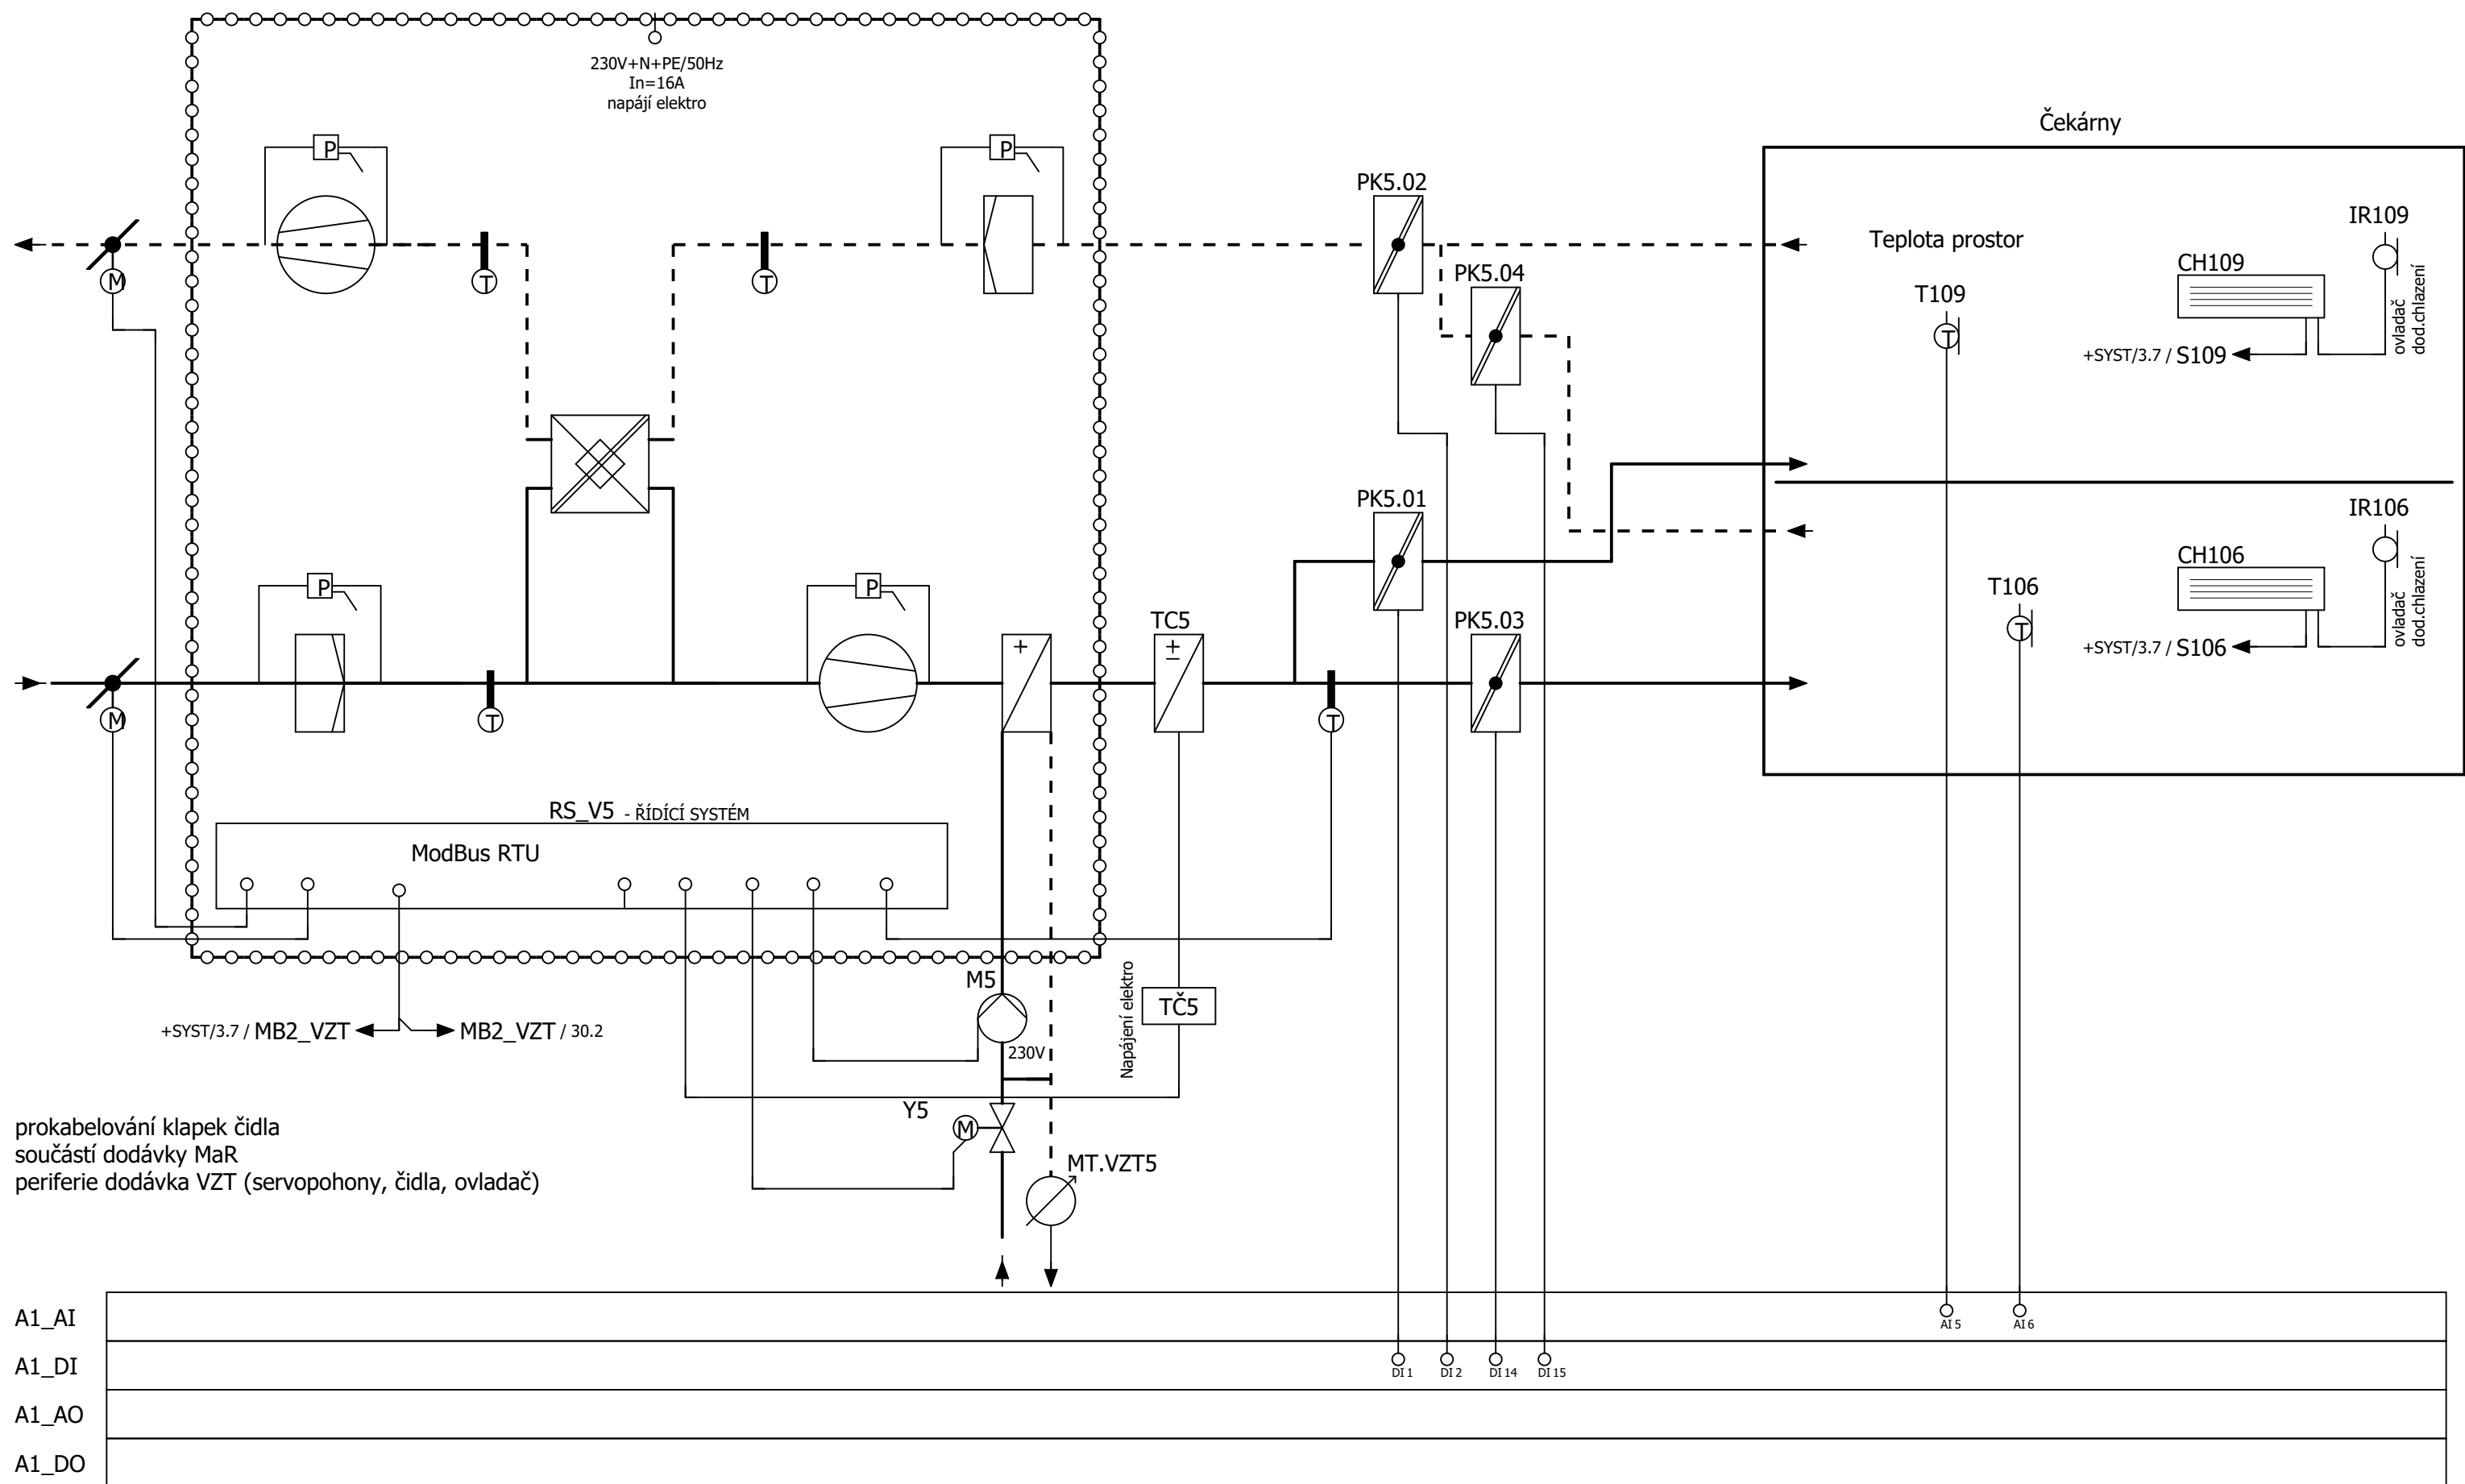 230V+N+PE/50Hz
In=16A
napájí elektro
Čekárny
P
P
PK5.02
IR109
Teplota prostor
CH109
PK5.04
T109
M
T
T
T
ovladač
dod.chlazení
+SYST/3.7 / S109
PK5.01
IR106
CH106
P
P
T106
TC5
PK5.03
T
ovladač
dod.chlazení
+
±
+SYST/3.7 / S106
M
T
T
RS_V5 - ŘÍDÍCÍ SYSTÉM
ModBus RTU
M5
Napájení elektro
TČ5
+SYST/3.7 / MB2_VZT
MB2_VZT / 30.2
230V
Y5
M
prokabelování klapek čidla
součástí dodávky MaR
periferie dodávka VZT (servopohony, čidla, ovladač)
MT.VZT5
A1_AI
AI 5
AI 6
A1_DI
DI 1
DI 2
DI 14
DI 15
A1_AO
A1_DO